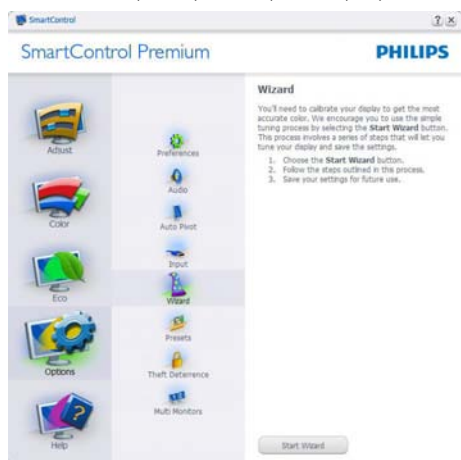 SmartControl
SmartControl Premium
PHILIPS
Adjust
Color
Eco
Options
Help
Preferences
Audio
Auto Pivot
Input
Wizard
Presets
Theft Deterrence
Multi Monitors
Wizard
You'll need to calibrate your display to get the most
accurate color. We encourage you to use the simple
tuning process by selecting the Start Wizard button.
This process involves a series of steps that will let you
tune your display and save the settings.
1. Choose the Start Wizard button.
2. Follow the steps outlined in the process.
3. Save your settings for future use.
Start Wizard